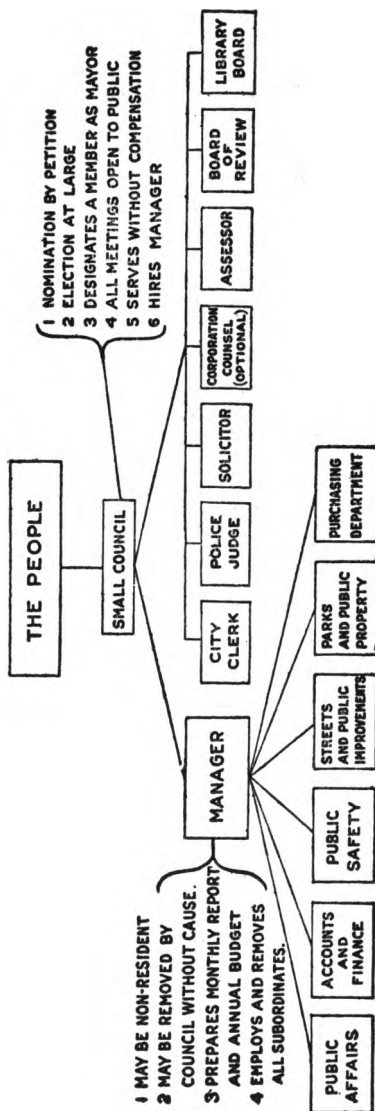 THE PEOPLE
SMALL COUNCIL
1 NOMINATION BY PETITION
2 ELECTION AT LARGE
3 DESIGNATES A MEMBER AS MAYOR
4 ALL MEETINGS OPEN TO PUBLIC
5 SERVES WITHOUT COMPENSATION
6 HIRES MANAGER
1 MAY BE NON-RESIDENT
2 MAY BE REMOVED BY
COUNCIL WITHOUT CAUSE.
3 PREPARES MONTHLY REPORT
AND ANNUAL BUDGET
4 EMPLOYS AND REMOVES
ALL SUBORDINATES.
MANAGER
CITY
CLERK
POLICE
JUDGE
SOLICITOR
CORPORATION
COUNSEL
(OPTIONAL)
ASSESSOR
BOARD
OF
REVIEW
LIBRARY
BOARD
PUBLIC
AFFAIRS
ACCOUNTS
AND
FINANCE
PUBLIC
SAFETY
STREETS
AND PUBLIC
IMPROVEMENTS
PARKS
AND PUBLIC
PROPERTY
PURCHASING
DEPARTMENT